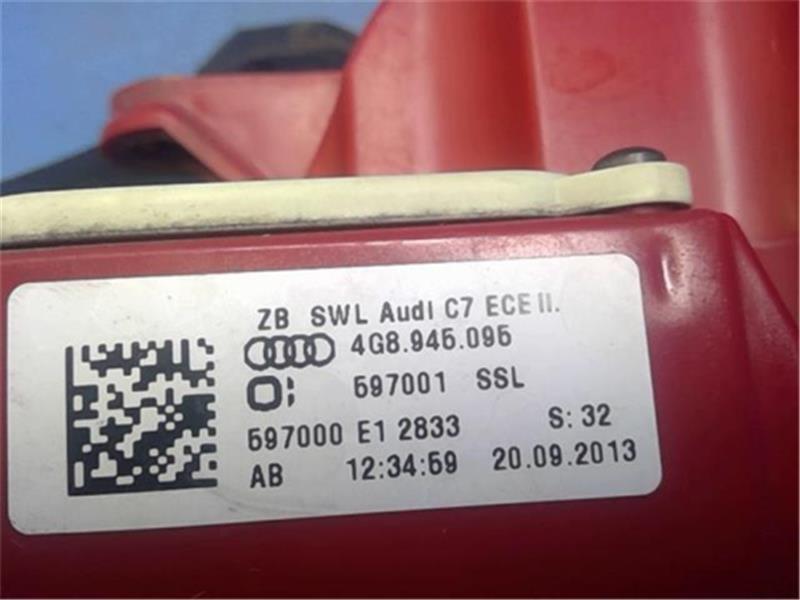 ZB SWL Audi C7 ECE II.
4G8.945.095
597001 SSL
597000 E1 2833 S: 32
AB 12:34:59 20.09.2013